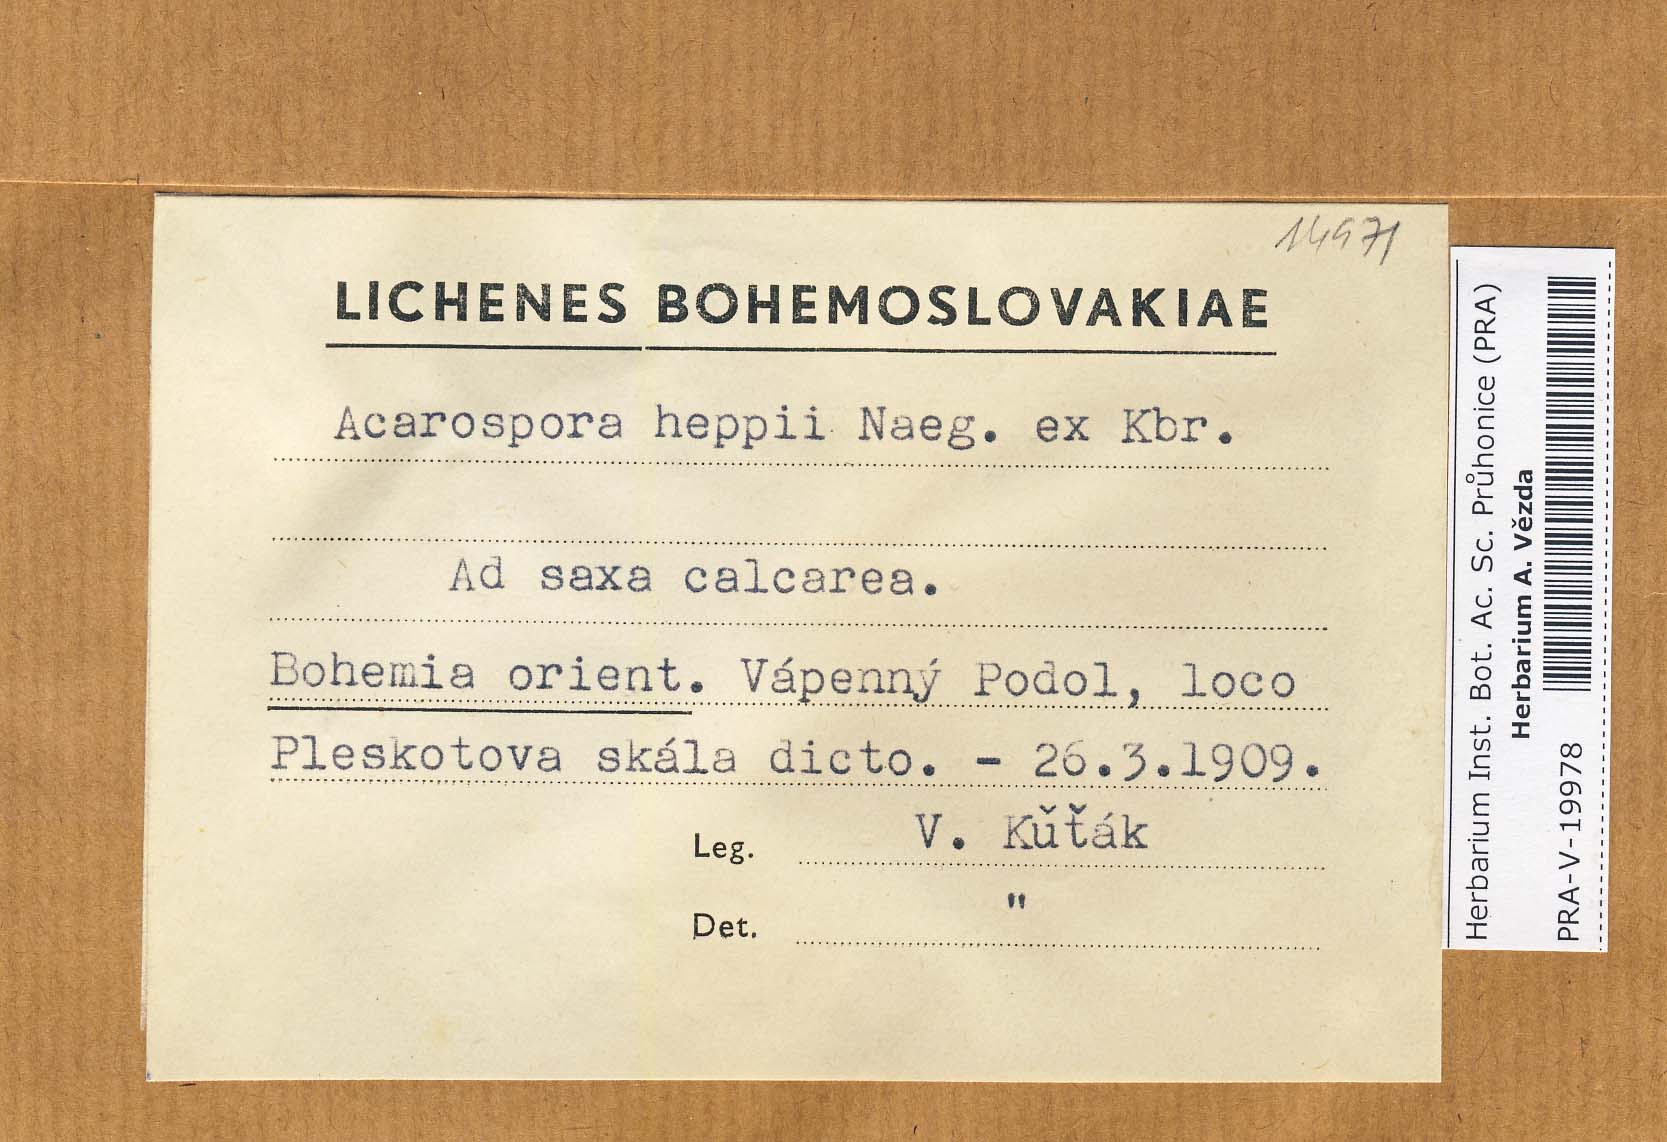 14971
LICHENES BOHEMOSLOVAKIAE
Acarospora heppii Naeg. ex Kbr.
Ad saxa calcarea.
Bohemia orient. Vápenný Podol, loco
Pleskotova skála dicto. - 26.3.1909.
Leg. V. Kǔťák
Det. "
Herbarium Inst. Bot. Ac. Sc. Průhonice (PRA)
Herbarium A. Vězda
PRA-V-19978